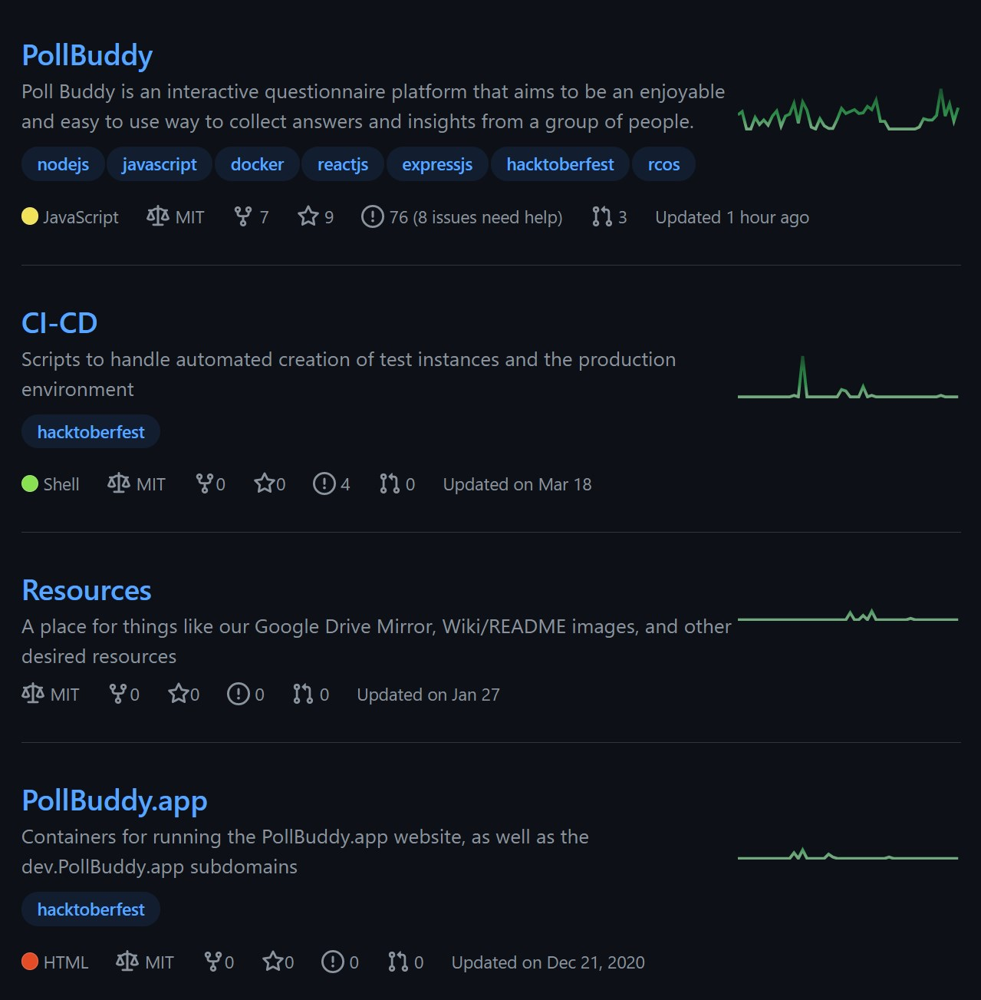 PollBuddy
Poll Buddy is an interactive questionnaire platform that aims to be an enjoyable
and easy to use way to collect answers and insights from a group of people.
nodejs javascript docker reactjs expressjs hacktoberfest rcos
JavaScript MIT 7 9 76 (8 issues need help) 3 Updated 1 hour ago
CI-CD
Scripts to handle automated creation of test instances and the production
environment
hacktoberfest
Shell MIT 0 0 4 0 Updated on Mar 18
Resources
A place for things like our Google Drive Mirror, Wiki/README images, and other
desired resources
MIT 0 0 0 0 Updated on Jan 27
PollBuddy.app
Containers for running the PollBuddy.app website, as well as the
dev.PollBuddy.app subdomains
hacktoberfest
HTML MIT 0 0 0 0 Updated on Dec 21, 2020